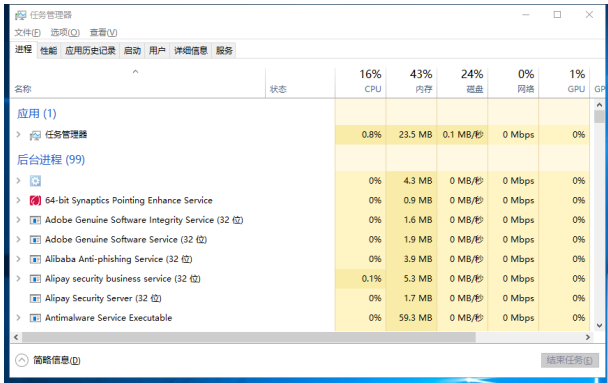 任务管理器
文件(F) 选项(O) 查看(V)
进程 性能 应用历史记录 启动 用户 详细信息 服务
16% 43% 24% 0% 1%
名称 状态 CPU 内存 磁盘 网络 GPU GP
应用 (1)
任务管理器 0.8% 23.5 MB 0.1 MB/秒 0 Mbps 0%
后台进程 (99)
0% 4.3 MB 0 MB/秒 0 Mbps 0%
64-bit Synaptics Pointing Enhance Service 0% 0.9 MB 0 MB/秒 0 Mbps 0%
Adobe Genuine Software Integrity Service (32 位) 0% 1.6 MB 0 MB/秒 0 Mbps 0%
Adobe Genuine Software Service (32 位) 0% 1.9 MB 0 MB/秒 0 Mbps 0%
Alibaba Anti-phishing Service (32 位) 0% 3.9 MB 0 MB/秒 0 Mbps 0%
Alipay security business service (32 位) 0.1% 5.3 MB 0 MB/秒 0 Mbps 0%
Alipay Security Server (32 位) 0% 1.7 MB 0 MB/秒 0 Mbps 0%
Antimalware Service Executable 0% 59.3 MB 0 MB/秒 0 Mbps 0%
简略信息(D) 结束任务(E)